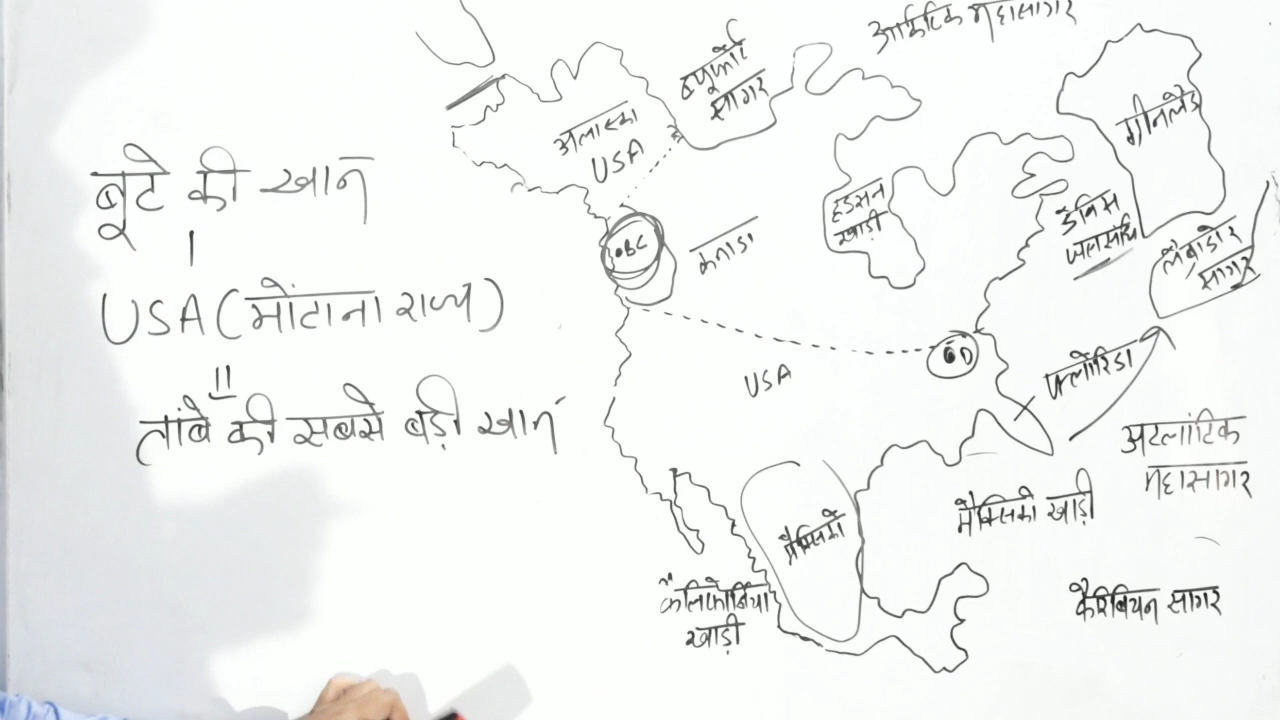 बूटे की खान
USA (मोंटाना राज्य)
तांबे की सबसे बड़ी खान
आर्कटिक महासागर
ब्यूफोर्ट
सागर
अलास्का
USA
ग्रीनलैंड
हडसन
खाड़ी
डेविस
जलसंधि
लैब्राडोर
सागर
BC
कनाडा
USA
फ्लोरिडा
अटलांटिक
महासागर
मैक्सिको
मैक्सिको खाड़ी
कैलिफोर्निया
खाड़ी
कैरिबियन सागर